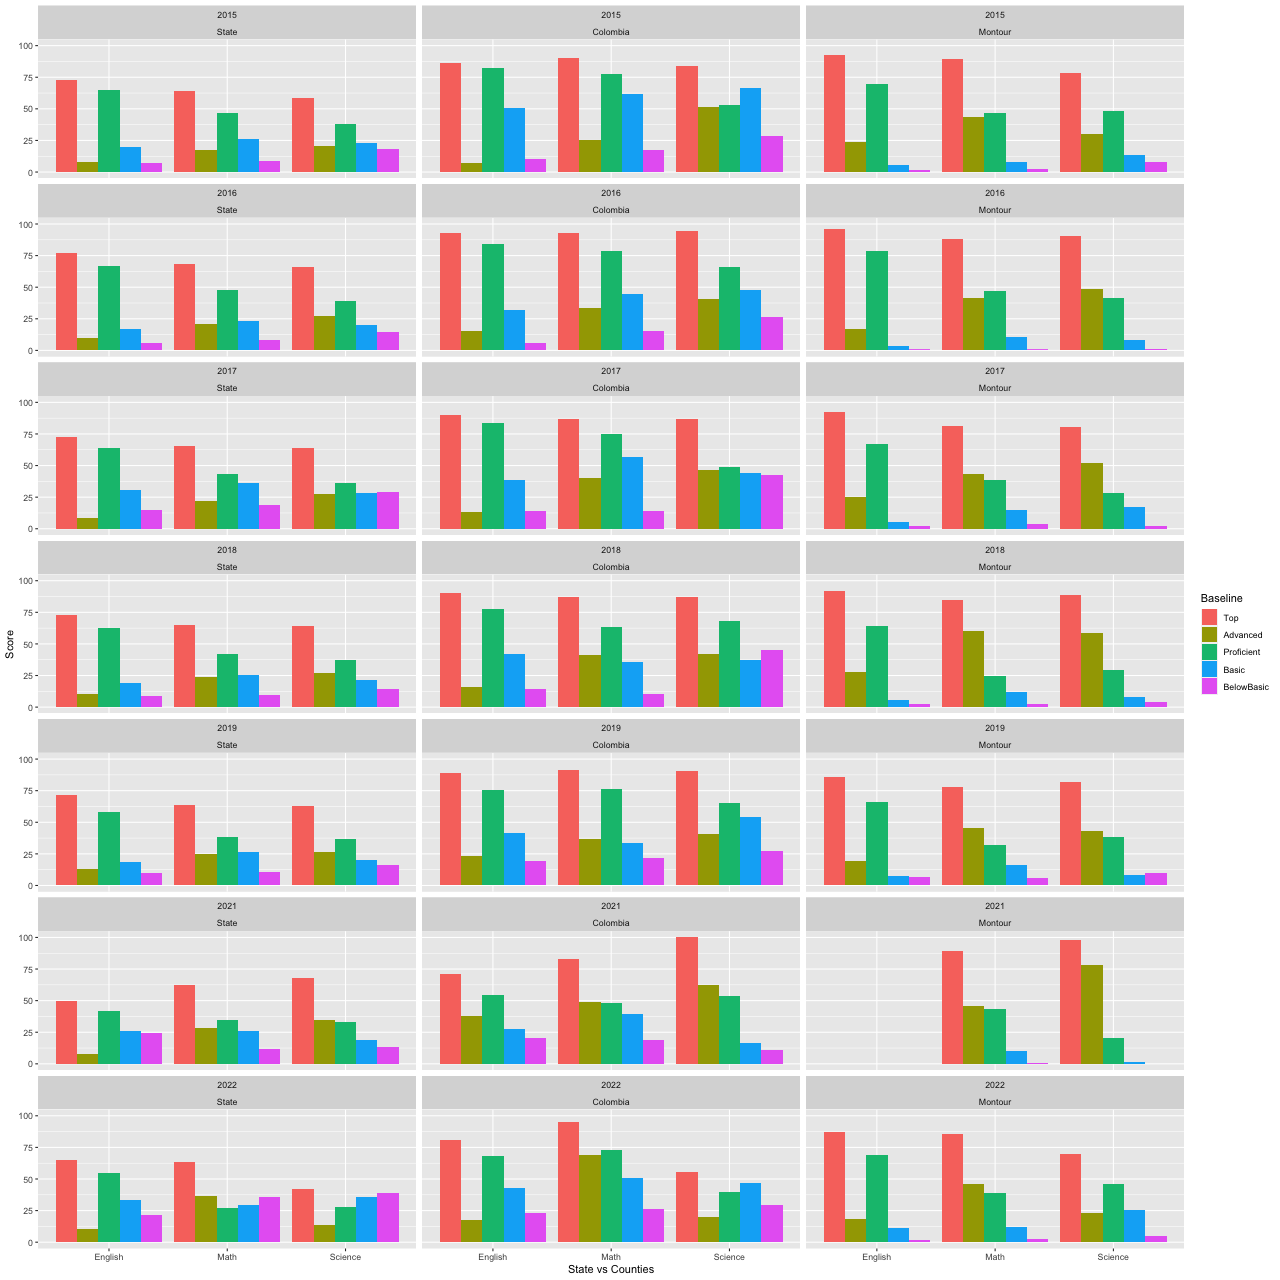 2015 2015 2015
State Colombia Montour
100
75
50
25
0
2016 2016 2016
State Colombia Montour
100
75
50
25
0
2017 2017 2017
State Colombia Montour
100
75
50
25
0
2018 2018 2018
State Colombia Montour
100
75
50
25
0
2019 2019 2019
State Colombia Montour
100
75
50
25
0
2021 2021 2021
State Colombia Montour
100
75
50
25
0
2022 2022 2022
State Colombia Montour
100
75
50
25
0
English Math Science English Math Science English Math Science
State vs Counties
Score
Baseline
Top
Advanced
Proficient
Basic
BelowBasic